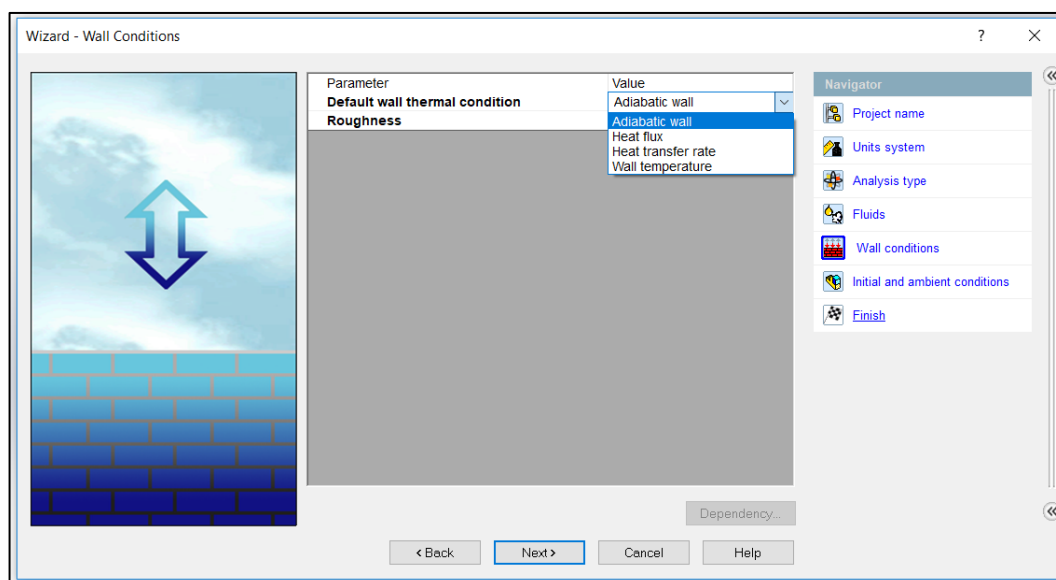 Wizard - Wall Conditions
?
Parameter Value
Default wall thermal condition Adiabatic wall
Roughness
Adiabatic wall
Heat flux
Heat transfer rate
Wall temperature
Navigator
Project name
Units system
Analysis type
Fluids
Wall conditions
Initial and ambient conditions
Finish
Dependency...
< Back Next > Cancel Help